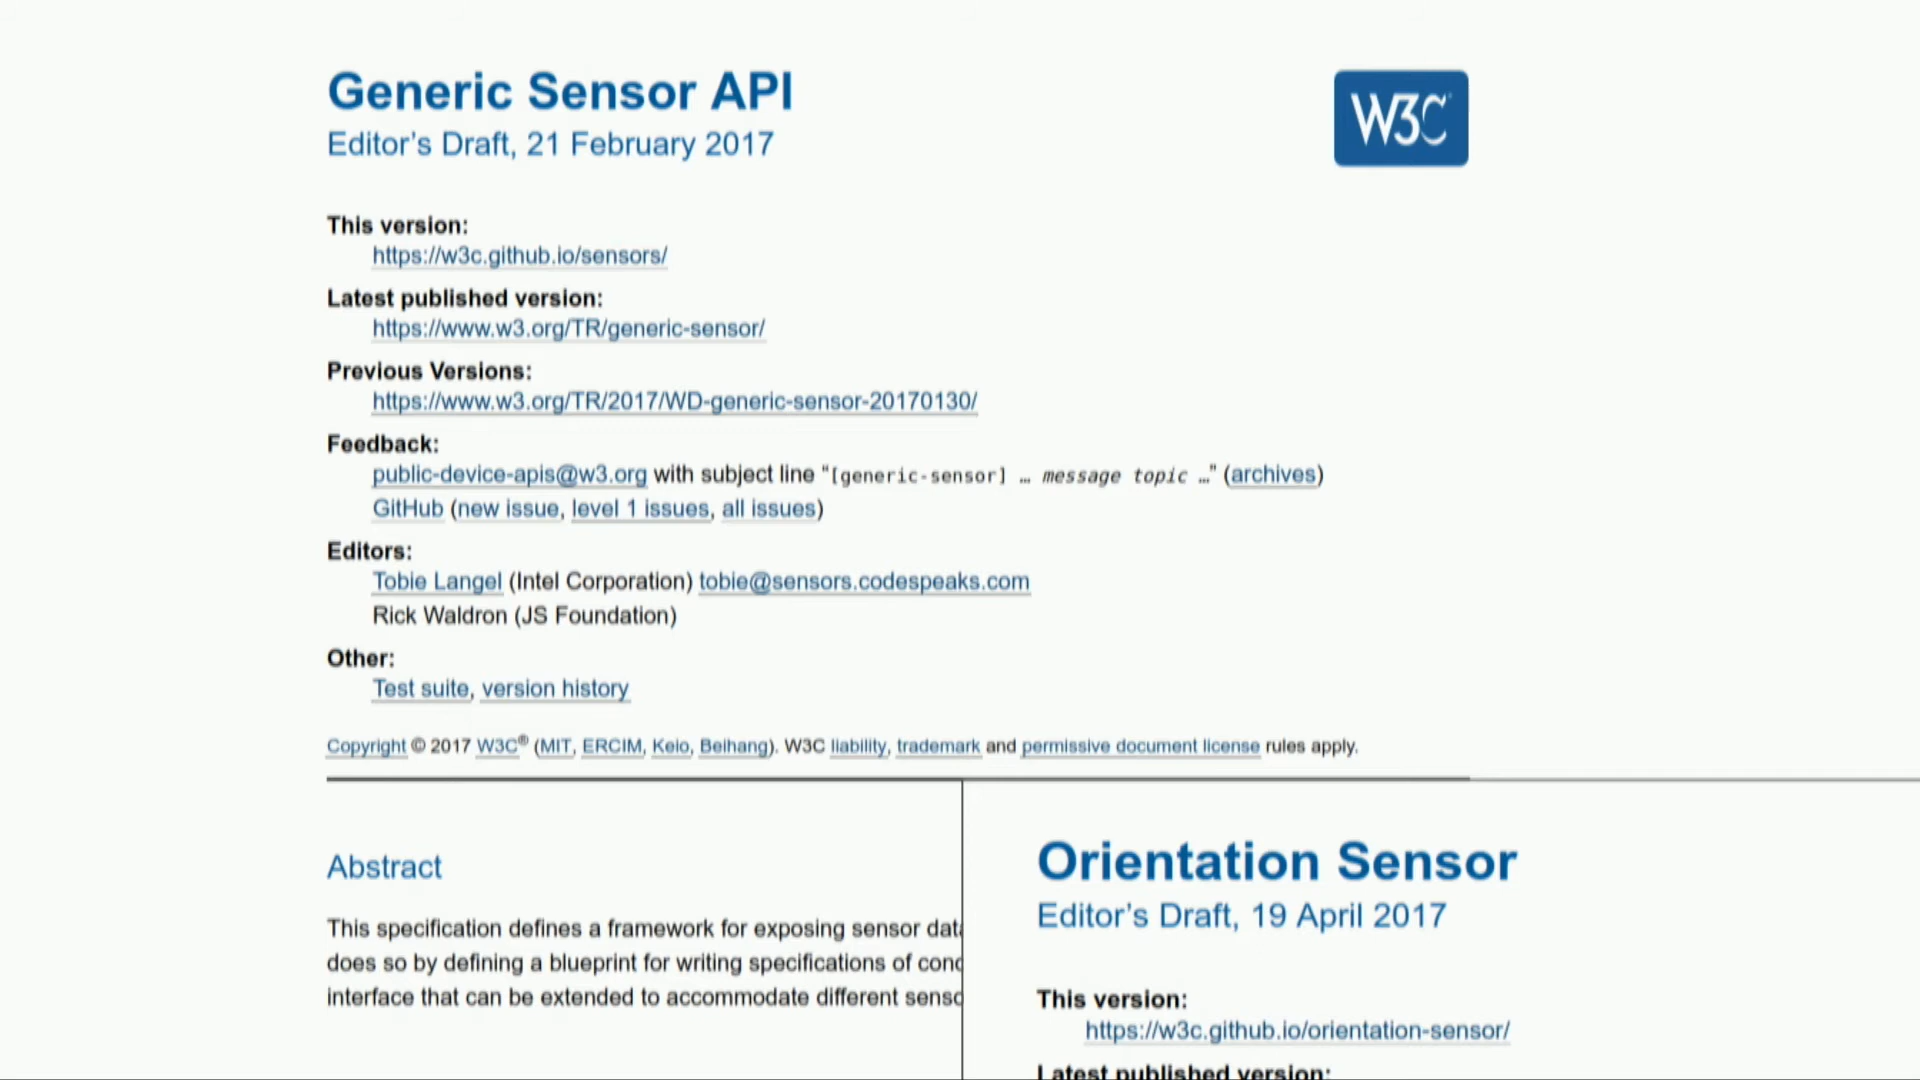 Generic Sensor API
Editor's Draft, 21 February 2017
W3C
This version:
https://w3c.github.io/sensors/
Latest published version:
https://www.w3.org/TR/generic-sensor/
Previous Versions:
https://www.w3.org/TR/2017/WD-generic-sensor-20170130/
Feedback:
public-device-apis@w3.org with subject line “[generic-sensor] … message topic …” (archives)
GitHub (new issue, level 1 issues, all issues)
Editors:
Tobie Langel (Intel Corporation) tobie@sensors.codespeaks.com
Rick Waldron (JS Foundation)
Other:
Test suite, version history
Copyright © 2017 W3C® (MIT, ERCIM, Keio, Beihang). W3C liability, trademark and permissive document license rules apply.
Abstract
This specification defines a framework for exposing sensor
does so by defining a blueprint for writing specifications of
interface that can be extended to accommodate different
Orientation Sensor
Editor's Draft, 19 April 2017
This version:
https://w3c.github.io/orientation-sensor/
Latest published version: